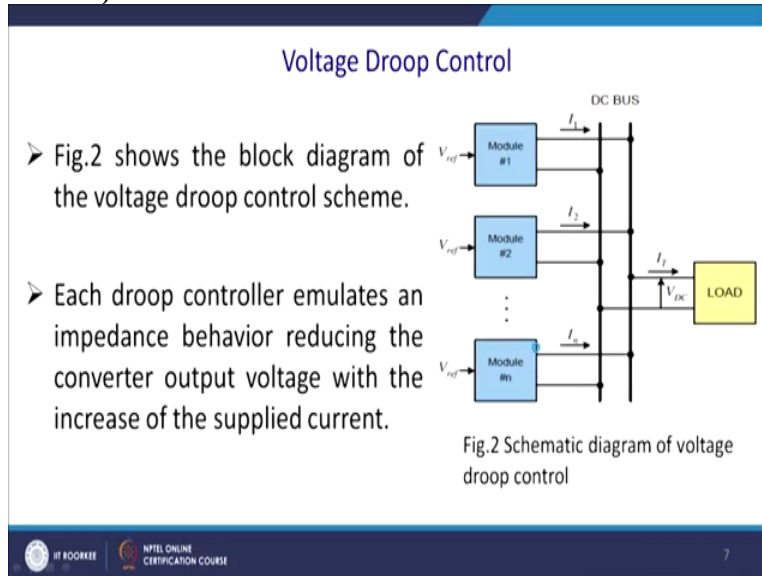 Voltage Droop Control
➢ Fig.2 shows the block diagram of
the voltage droop control scheme.
➢ Each droop controller emulates an
impedance behavior reducing the
converter output voltage with the
increase of the supplied current.
DC BUS
V_ref
Module
#1
I_1
V_ref
Module
#2
I_2
I_T
V_DC
LOAD
V_ref
Module
#n
I_n
Fig.2 Schematic diagram of voltage
droop control
IIT ROORKEE
NPTEL ONLINE
CERTIFICATION COURSE
7